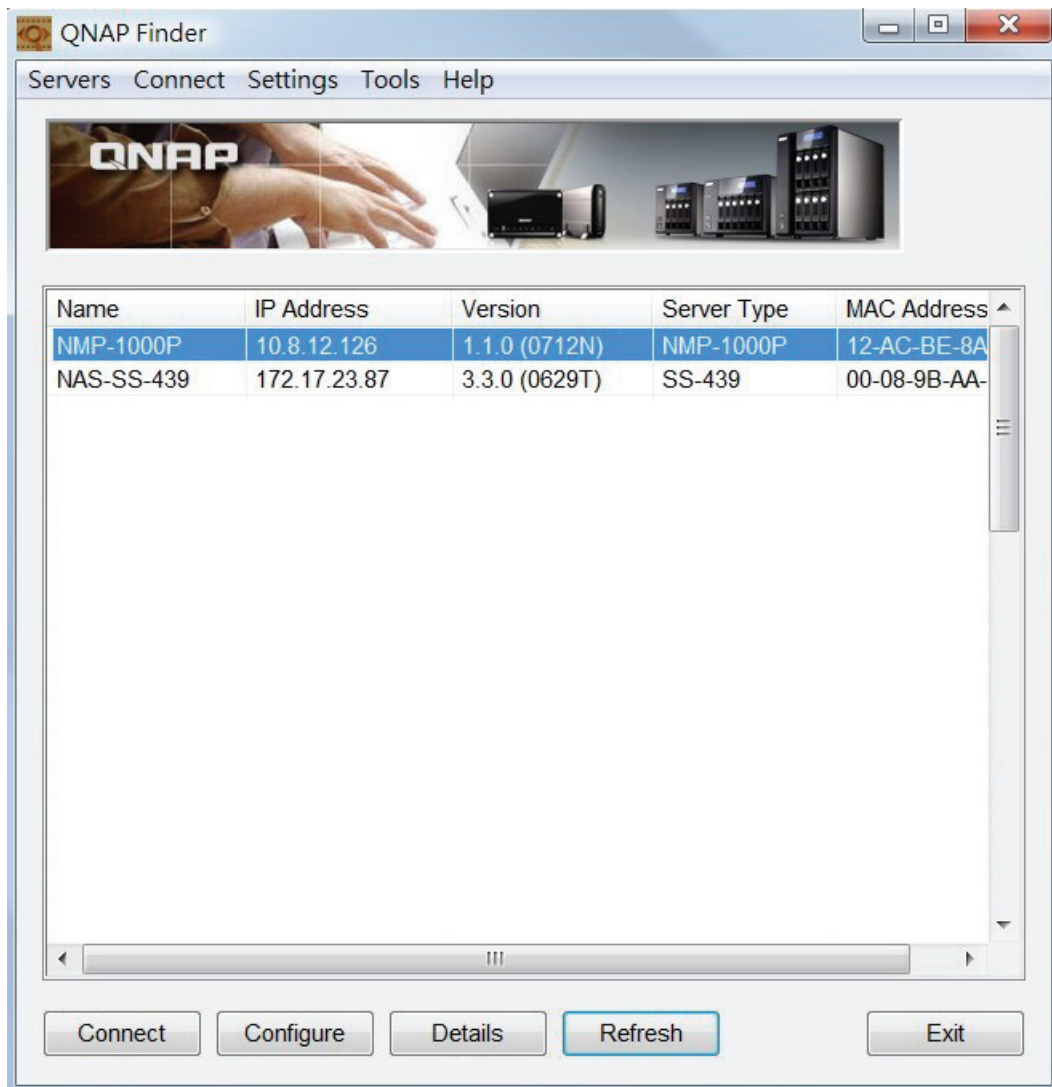 QNAP Finder
Servers Connect Settings Tools Help
QNAP
Name IP Address Version Server Type MAC Address
NMP-1000P 10.8.12.126 1.1.0 (0712N) NMP-1000P 12-AC-BE-8A
NAS-SS-439 172.17.23.87 3.3.0 (0629T) SS-439 00-08-9B-AA-
Connect Configure Details Refresh Exit